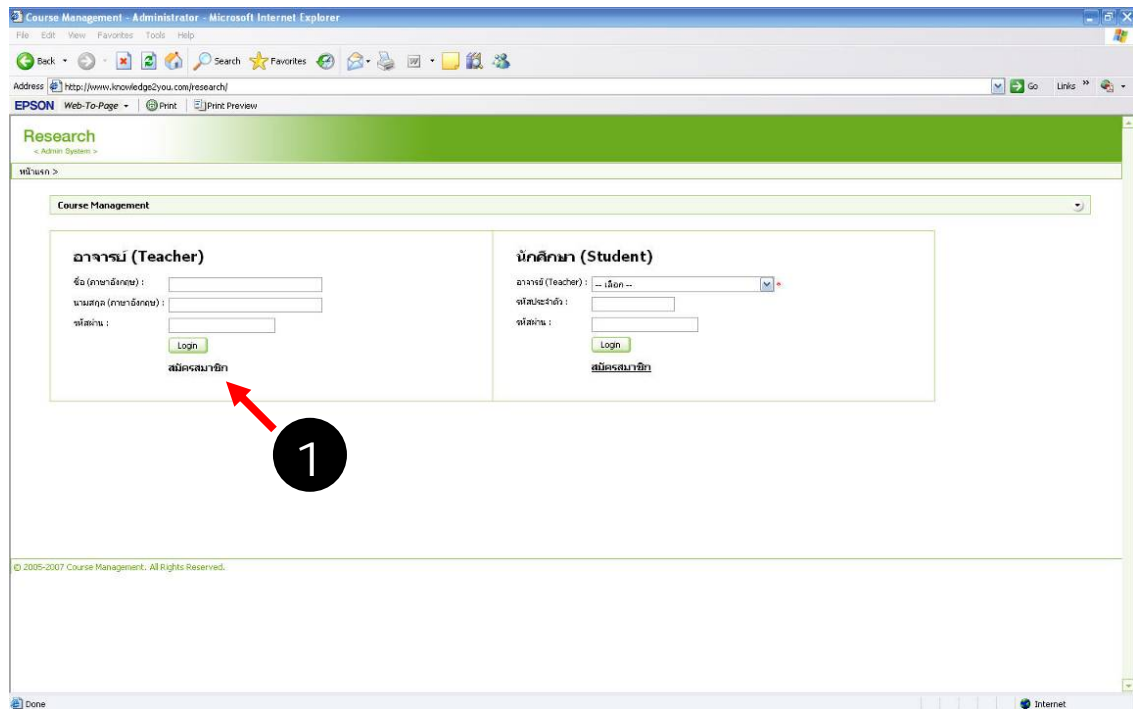 Course Management - Administrator - Microsoft Internet Explorer
File Edit View Favorites Tools Help
Back Search Favorites
Address http://www.knowledge2you.com/research/ Go Links »
EPSON Web-To-Page Print Print Preview
Research
< Admin System >
หน้าแรก >
Course Management
อาจารย์ (Teacher)
ชื่อ (ภาษาอังกฤษ) :
นามสกุล (ภาษาอังกฤษ) :
รหัสผ่าน :
Login
สมัครสมาชิก
นักศึกษา (Student)
อาจารย์ (Teacher) : -- เลือก -- *
รหัสประจำตัว :
รหัสผ่าน :
Login
สมัครสมาชิก
1
© 2005-2007 Course Management. All Rights Reserved.
Done Internet